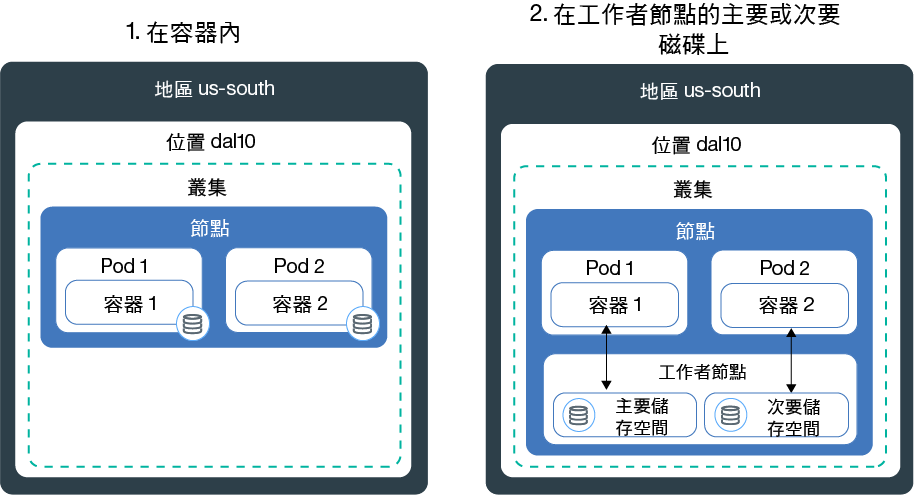 1. 在容器內
地區 us-south
位置 dal10
叢集
節點
Pod 1
容器 1
Pod 2
容器 2
2. 在工作者節點的主要或次要
磁碟上
地區 us-south
位置 dal10
叢集
節點
Pod 1
容器 1
Pod 2
容器 2
工作者節點
主要儲
存空間
次要儲
存空間